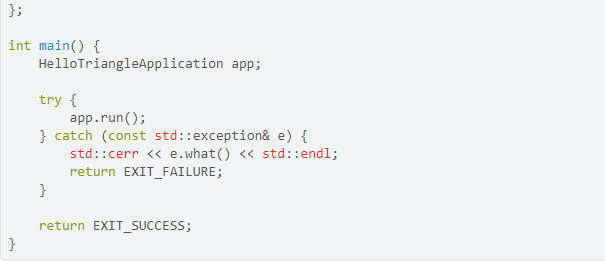 };
int main() {
    HelloTriangleApplication app;
    try {
        app.run();
    } catch (const std::exception& e) {
        std::cerr << e.what() << std::endl;
        return EXIT_FAILURE;
    }
    return EXIT_SUCCESS;
}